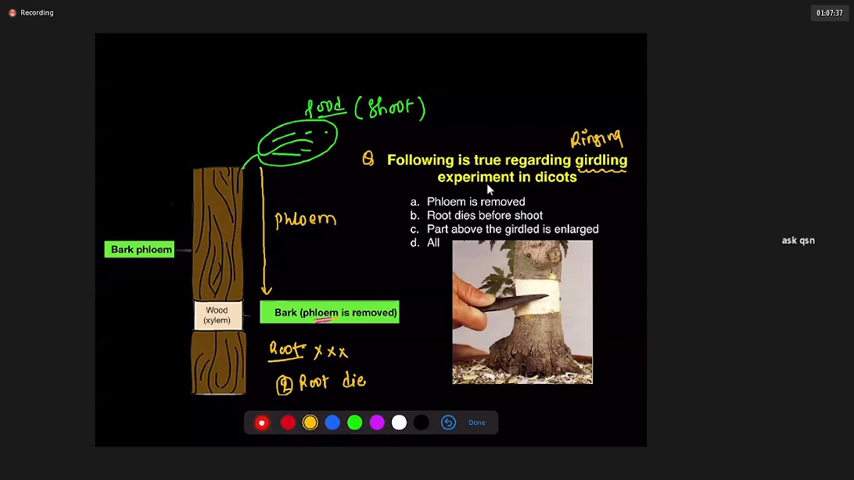 Recording
01:07:37
food (shoot)
Ringing
Q Following is true regarding girdling
experiment in dicots
a. Phloem is removed
b. Root dies before shoot
c. Part above the girdled is enlarged
d. All
phloem
Bark phloem
ask qsn
Wood
(xylem)
Bark (phloem is removed)
Root xxx
Root die
Done